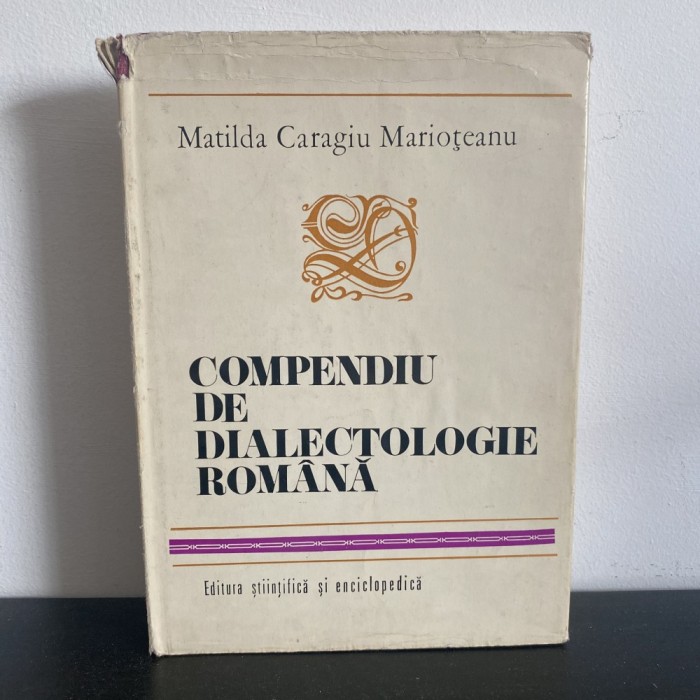 Matilda Caragiu Marioțeanu
COMPENDIU
DE
DIALECTOLOGIE
ROMÂNĂ
Editura științifică și enciclopedică